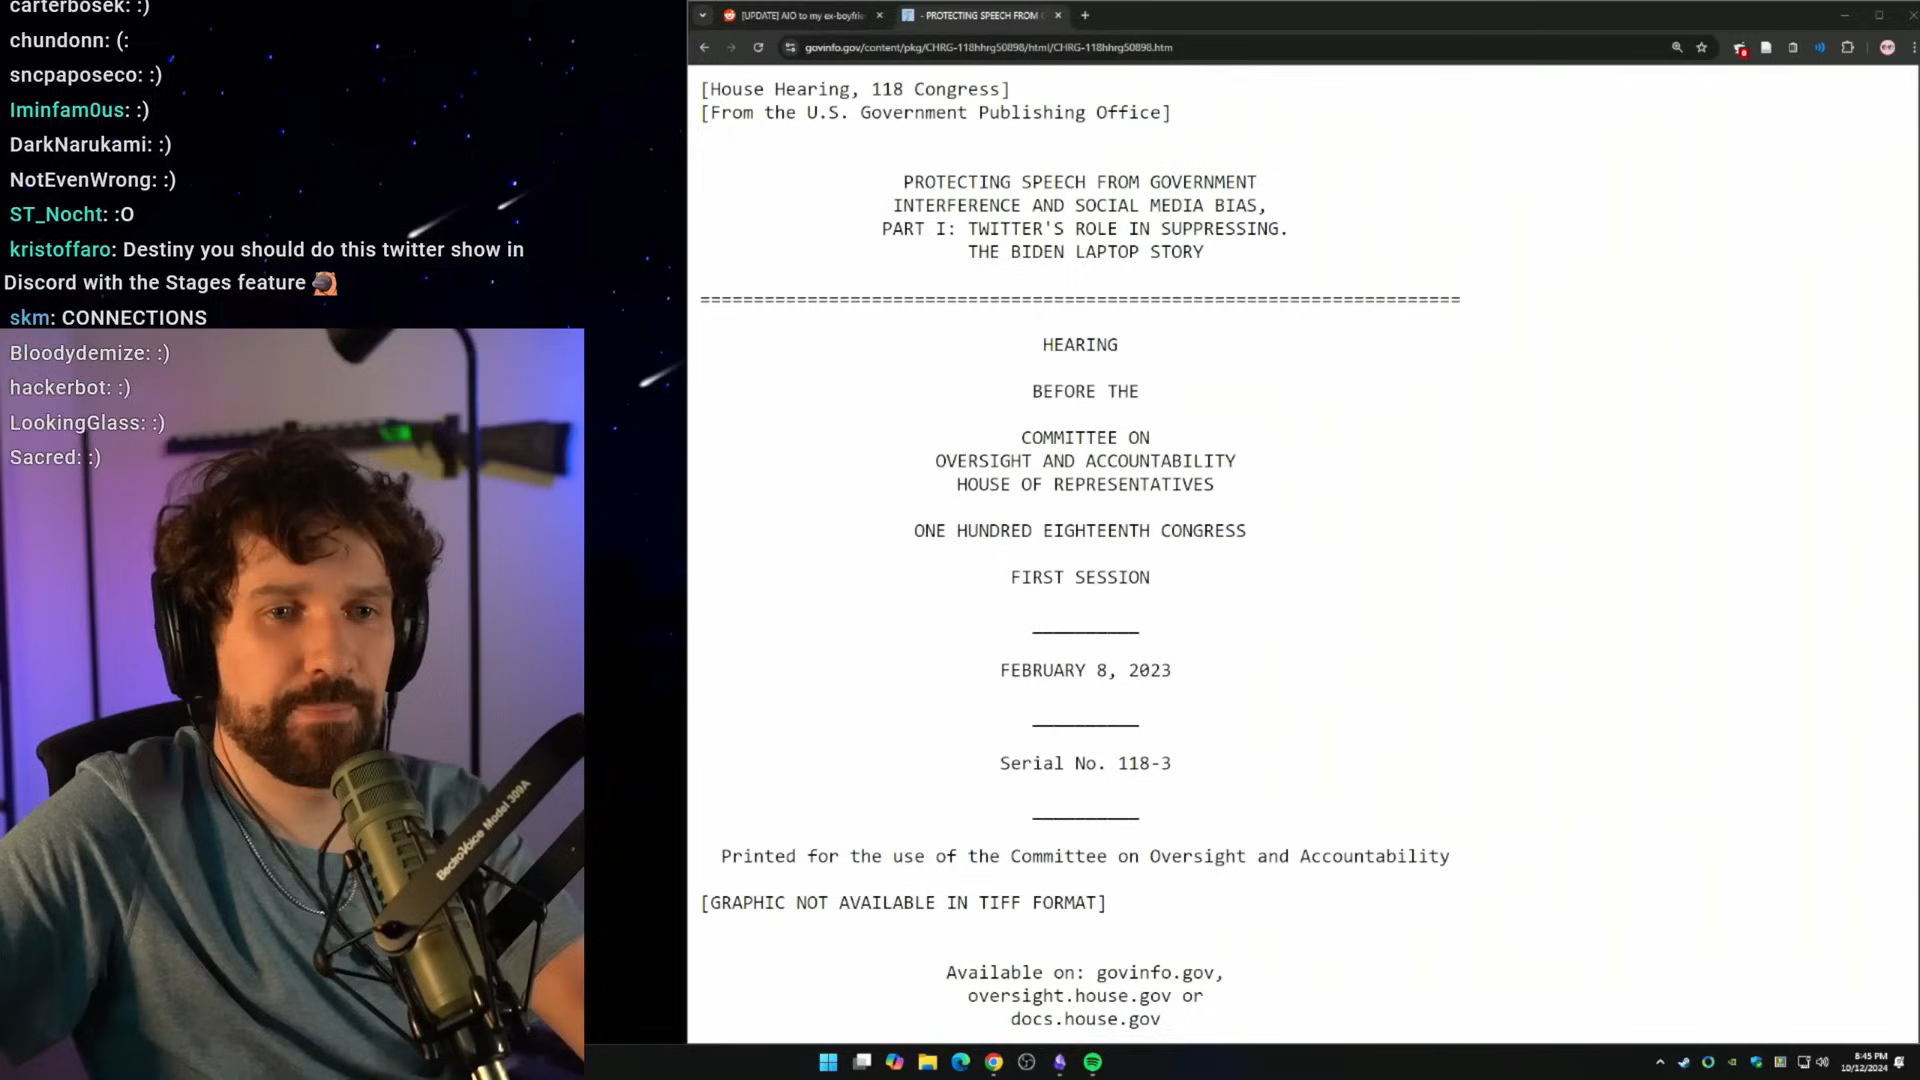 carterbosek: :)
chundonn: (:
sncpaposeco: :)
Iminfam0us: :)
DarkNarukami: :)
NotEvenWrong: :)
ST_Nocht: :O
kristoffaro: Destiny you should do this twitter show in
Discord with the Stages feature
skm: CONNECTIONS
Bloodydemize: :)
hackerbot: :)
LookingGlass: :)
Sacred: :)
ElectroVoice Model 309A
[UPDATE] AIO to my ex-boyfrie
- PROTECTING SPEECH FROM
govinfo.gov/content/pkg/CHRG-118hhrg50898/html/CHRG-118hhrg50898.htm
[House Hearing, 118 Congress]
[From the U.S. Government Publishing Office]
PROTECTING SPEECH FROM GOVERNMENT
INTERFERENCE AND SOCIAL MEDIA BIAS,
PART I: TWITTER'S ROLE IN SUPPRESSING.
THE BIDEN LAPTOP STORY
=======================================================================
HEARING
BEFORE THE
COMMITTEE ON
OVERSIGHT AND ACCOUNTABILITY
HOUSE OF REPRESENTATIVES
ONE HUNDRED EIGHTEENTH CONGRESS
FIRST SESSION
__________
FEBRUARY 8, 2023
__________
Serial No. 118-3
__________
Printed for the use of the Committee on Oversight and Accountability
[GRAPHIC NOT AVAILABLE IN TIFF FORMAT]
Available on: govinfo.gov,
oversight.house.gov or
docs.house.gov
8:45 PM
10/12/2024